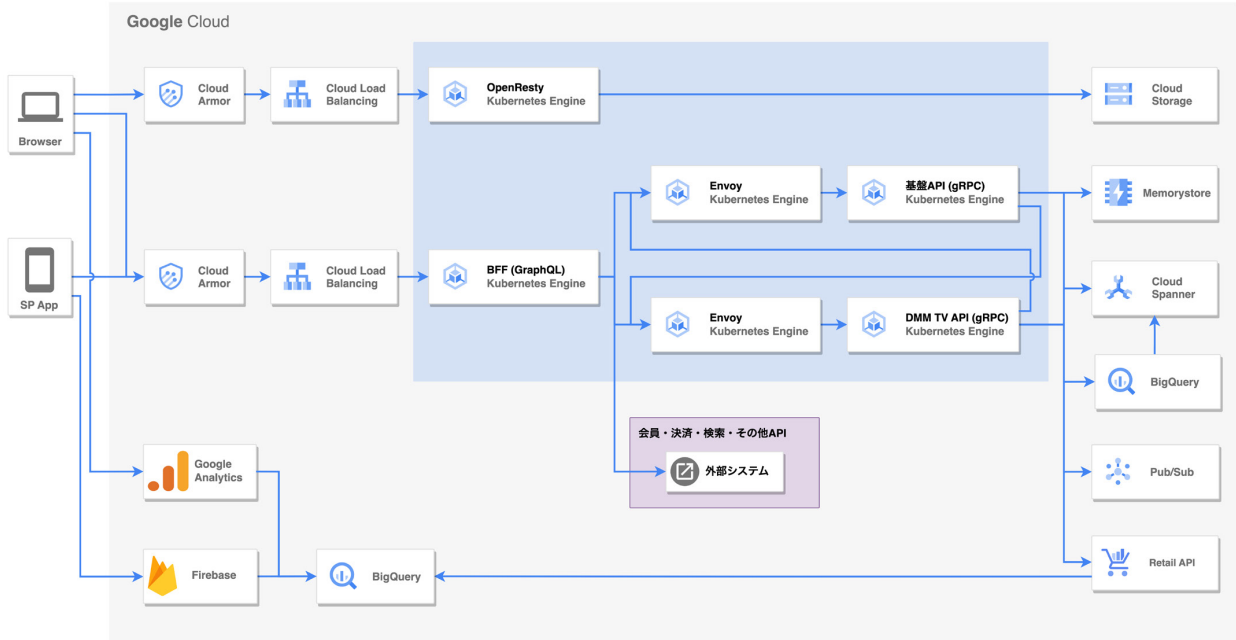 Google Cloud
Browser
Cloud
Armor
Cloud Load
Balancing
OpenResty
Kubernetes Engine
Cloud
Storage
Envoy
Kubernetes Engine
基盤API (gRPC)
Kubernetes Engine
Memorystore
SP App
Cloud
Armor
Cloud Load
Balancing
BFF (GraphQL)
Kubernetes Engine
Cloud
Spanner
Envoy
Kubernetes Engine
DMM TV API (gRPC)
Kubernetes Engine
BigQuery
会員・決済・検索・その他API
外部システム
Google
Analytics
Pub/Sub
Firebase
BigQuery
Retail API